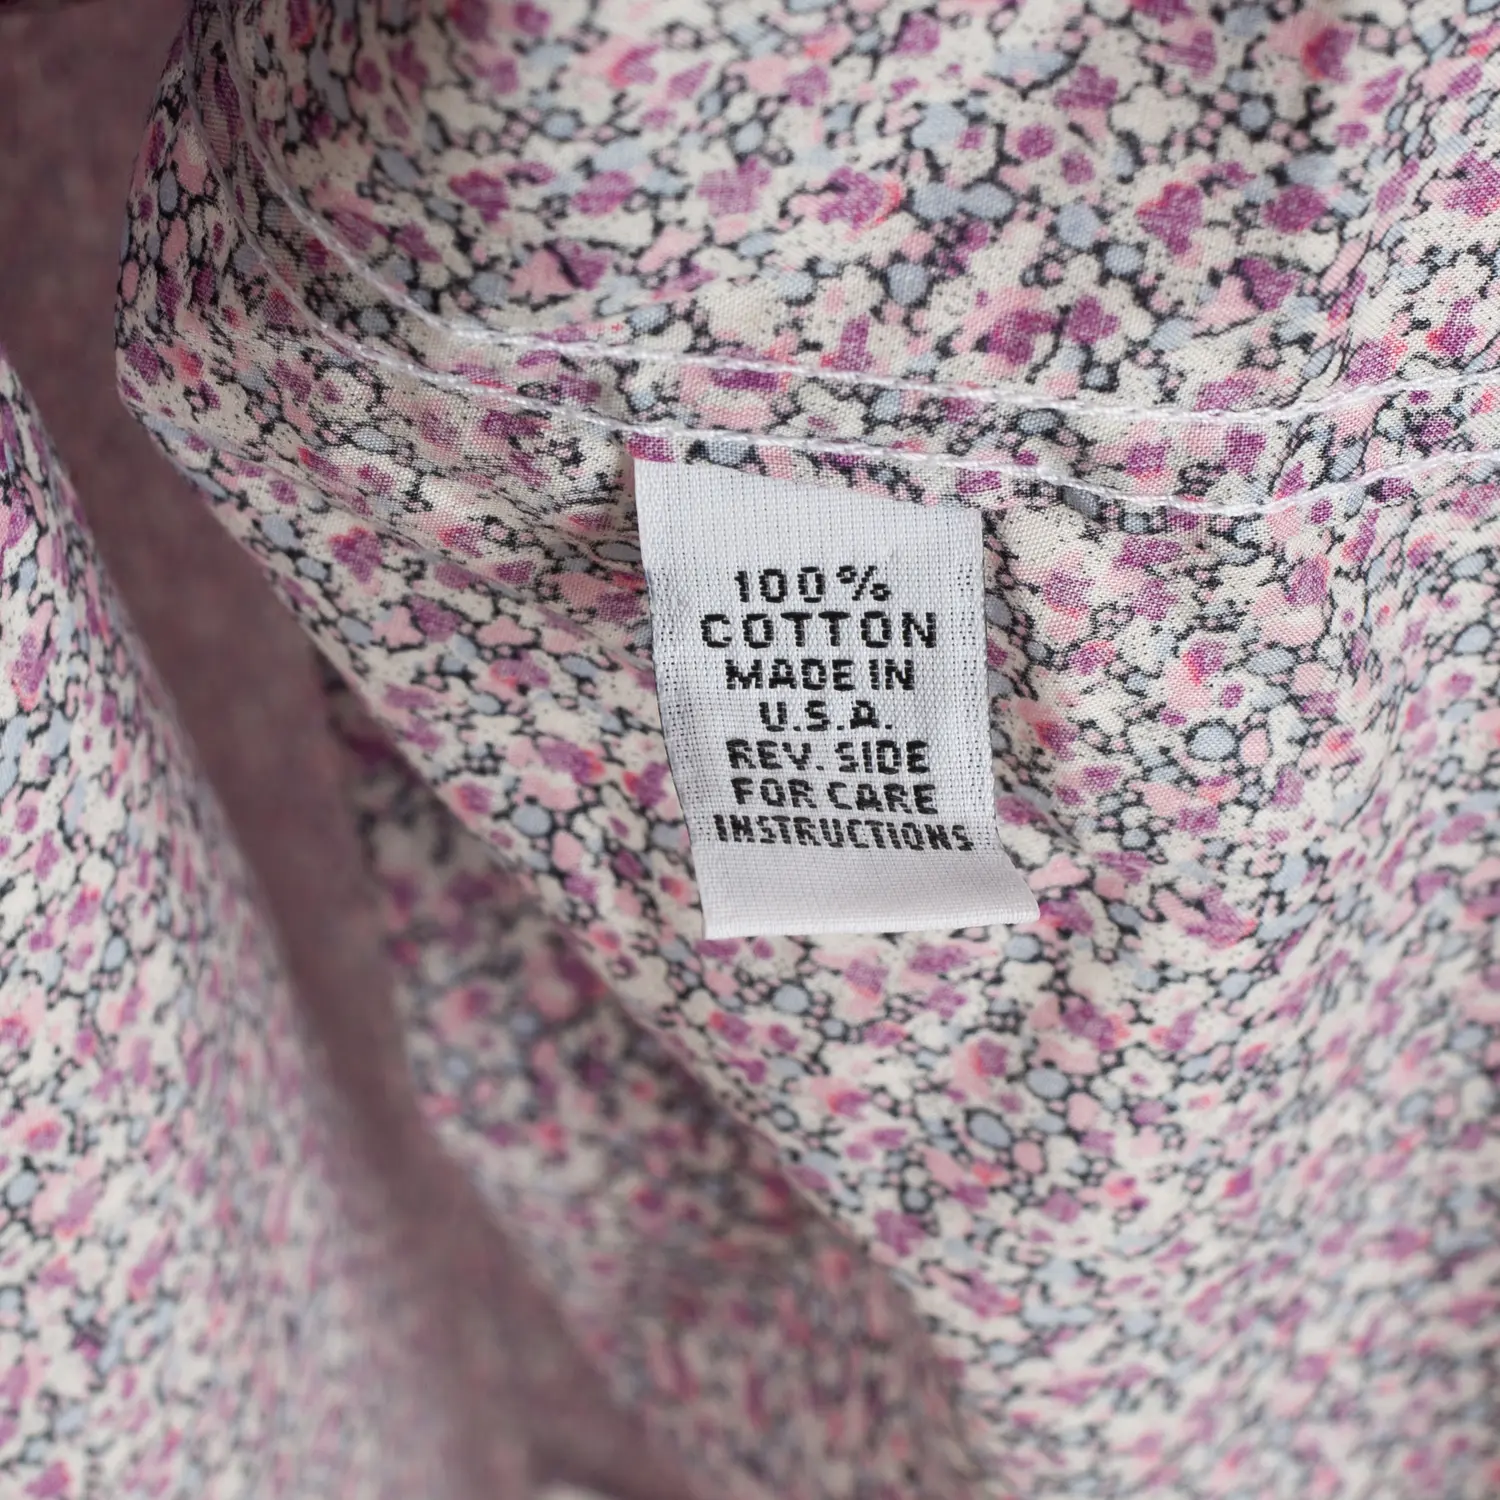 100%
COTTON
MADE IN
U.S.A.
REV. SIDE
FOR CARE
INSTRUCTIONS